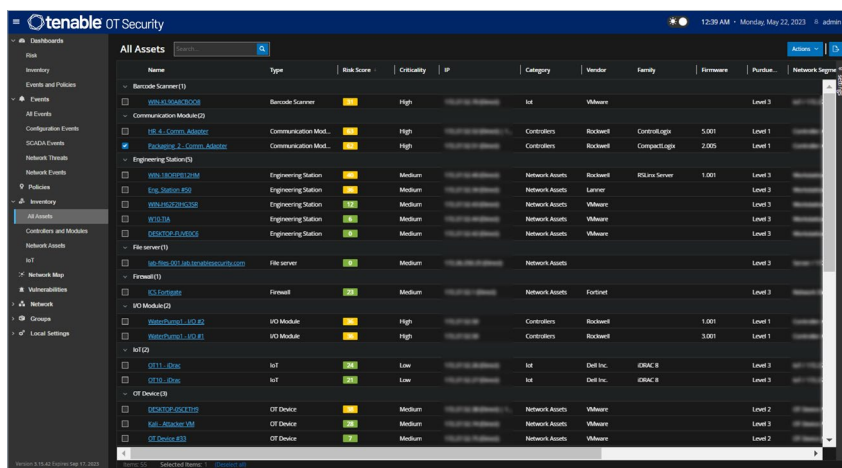 tenable OT Security
12:39 AM • Monday, May 22, 2023 admin
Dashboards
Risk
Inventory
Events and Policies
Events
All Events
Configuration Events
SCADA Events
Network Threats
Network Events
Policies
Inventory
All Assets
Controllers and Modules
Network Assets
IoT
Network Map
Vulnerabilities
Network
Groups
Local Settings
Version 3.15.42 Expires Sep 17, 2023
All Assets Search... Actions
Settings
Name Type Risk Score Criticality IP Category Vendor Family Firmware Purdue... Network Segme
Barcode Scanner(1)
WIN-KL90A8CBOO8 Barcode Scanner High Iot VMware Level 3
Communication Module(2)
HR_4 - Comm. Adapter Communication Mod... 63 High Controllers Rockwell ControlLogix 5.001 Level 1
Packaging_2 - Comm. Adapter Communication Mod... 62 High Controllers Rockwell CompactLogix 2.005 Level 1
Engineering Station(5)
Engineering Station Medium Network Assets Rockwell RSLinx Server 1.001 Level 3
Eng. Station #50 Engineering Station Medium Network Assets Lanner Level 3
WIN-H62F2IHG3SR Engineering Station 12 Medium Network Assets VMware Level 3
W10-TIA Engineering Station 6 Medium Network Assets VMware Level 3
DESKTOP-FUVE0C6 Engineering Station 0 Medium Network Assets VMware Level 3
File server(1)
lab-files-001.lab.tenablesecurity.com File server 0 Medium Network Assets Level 3
Firewall(1)
ICS Fortigate Firewall 23 Medium Network Assets Fortinet Level 3
I/O Module(2)
WaterPump1 - I/O #2 I/O Module High Controllers Rockwell 1.001 Level 1
WaterPump1 - I/O #1 I/O Module High Controllers Rockwell 3.001 Level 1
IoT(2)
OT11 - iDrac IoT 24 Low Iot Dell Inc. iDRAC 8 Level 3
OT10 - iDrac IoT 21 Low Iot Dell Inc. iDRAC 8 Level 3
OT Device(3)
DESKTOP-0SCETH9 OT Device Medium Network Assets VMware Level 2
Kali - Attacker VM OT Device 28 Medium Network Assets VMware Level 3
OT Device #33 OT Device 7 Medium Network Assets VMware Level 2
Items: 55 Selected Items: 1 Deselect all